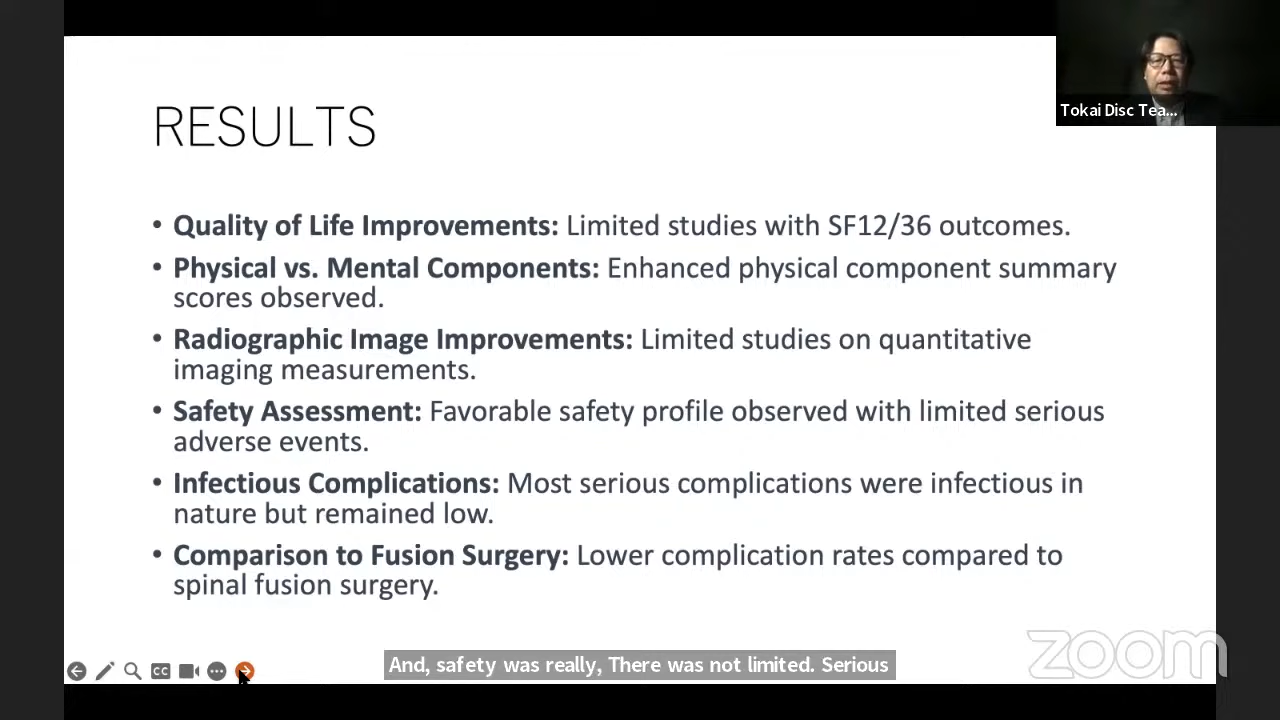 RESULTS
Tokai Disc Tea...
• Quality of Life Improvements: Limited studies with SF12/36 outcomes.
• Physical vs. Mental Components: Enhanced physical component summary
scores observed.
• Radiographic Image Improvements: Limited studies on quantitative
imaging measurements.
• Safety Assessment: Favorable safety profile observed with limited serious
adverse events.
• Infectious Complications: Most serious complications were infectious in
nature but remained low.
• Comparison to Fusion Surgery: Lower complication rates compared to
spinal fusion surgery.
CC
And, safety was really, There was not limited. Serious
zoom